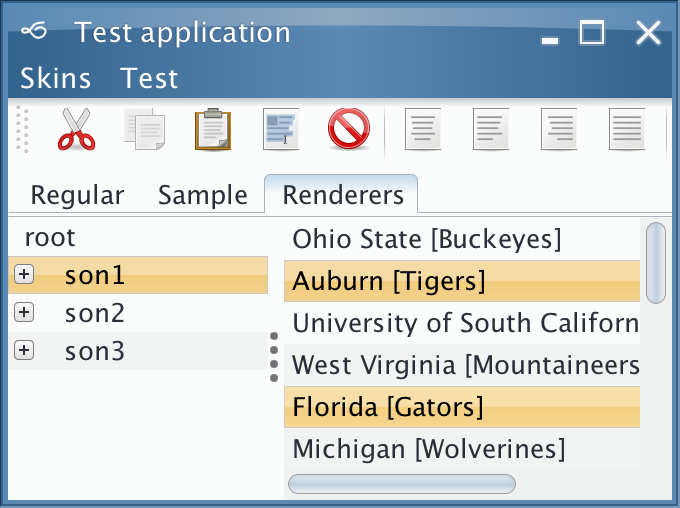 Test application
Skins Test
Regular Sample Renderers
root
son1
son2
son3
Ohio State [Buckeyes]
Auburn [Tigers]
University of South Californ
West Virginia [Mountaineers
Florida [Gators]
Michigan [Wolverines]